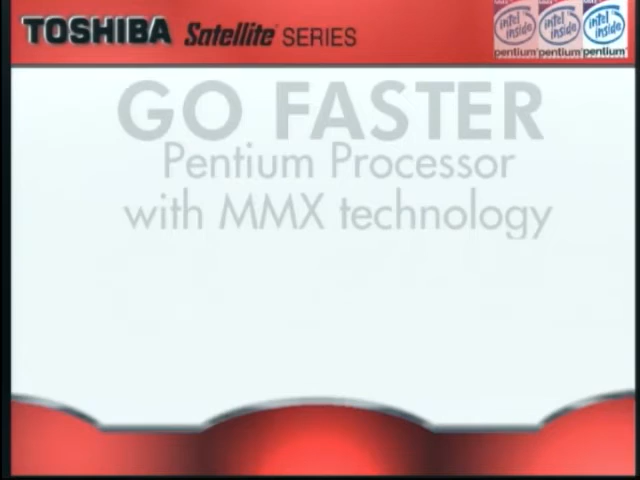 TOSHIBA Satellite SERIES
intel inside intel inside intel inside
pentium® pentium® pentium®
GO FASTER
Pentium Processor
with MMX technology